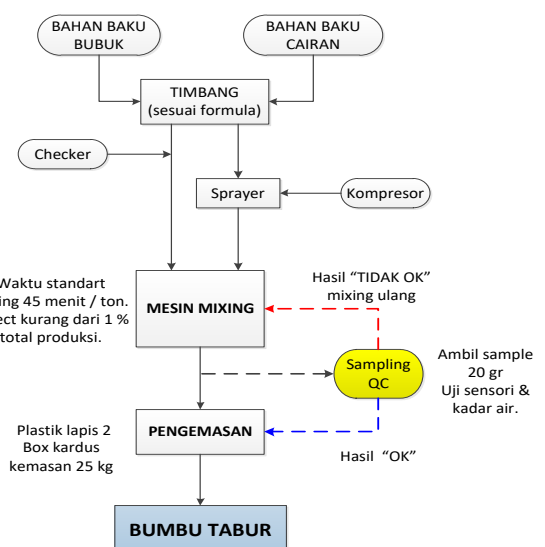 BAHAN BAKU
BUBUK
BAHAN BAKU
CAIRAN
TIMBANG
(sesuai formula)
Checker
Sprayer
Kompresor
Waktu standart
45 menit / ton.
kurang dari 1 %
total produksi.
MESIN MIXING
Hasil “TIDAK OK”
mixing ulang
Sampling
QC
Ambil sample
20 gr
Uji sensori &
kadar air.
Plastik lapis 2
Box kardus
kemasan 25 kg
PENGEMASAN
Hasil “OK”
BUMBU TABUR